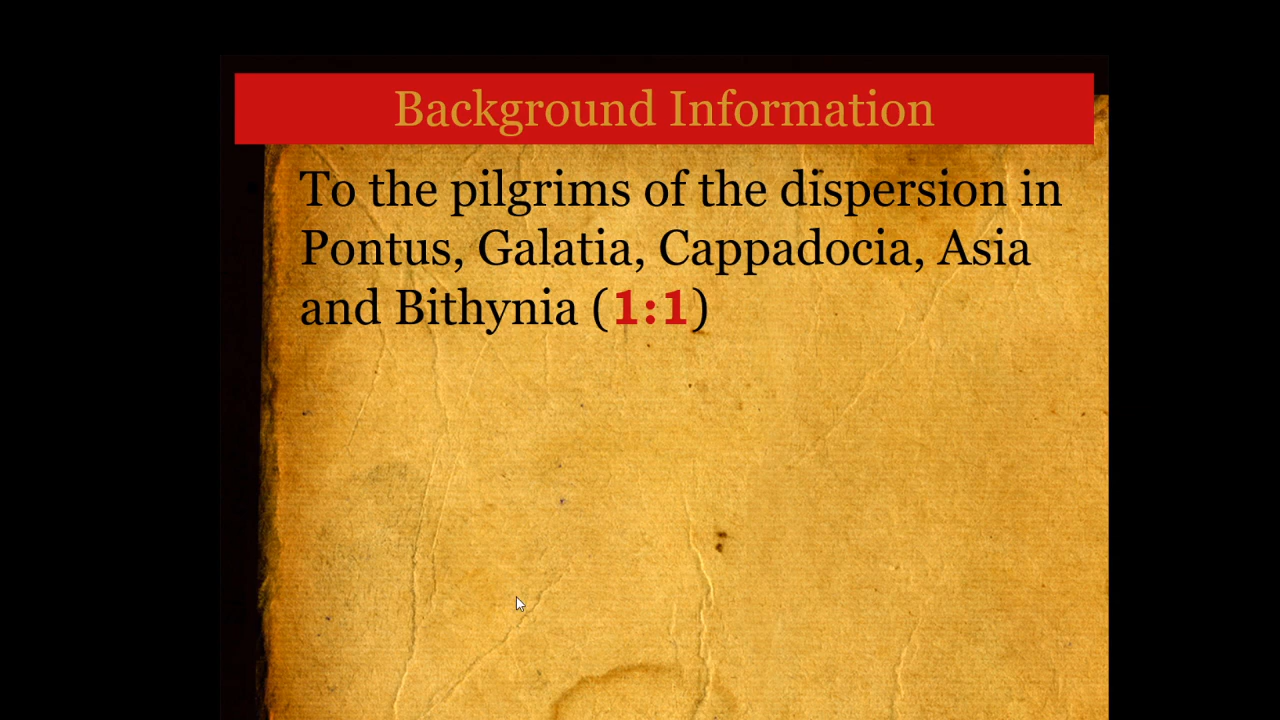 Background Information
To the pilgrims of the dispersion in
Pontus, Galatia, Cappadocia, Asia
and Bithynia (1:1)